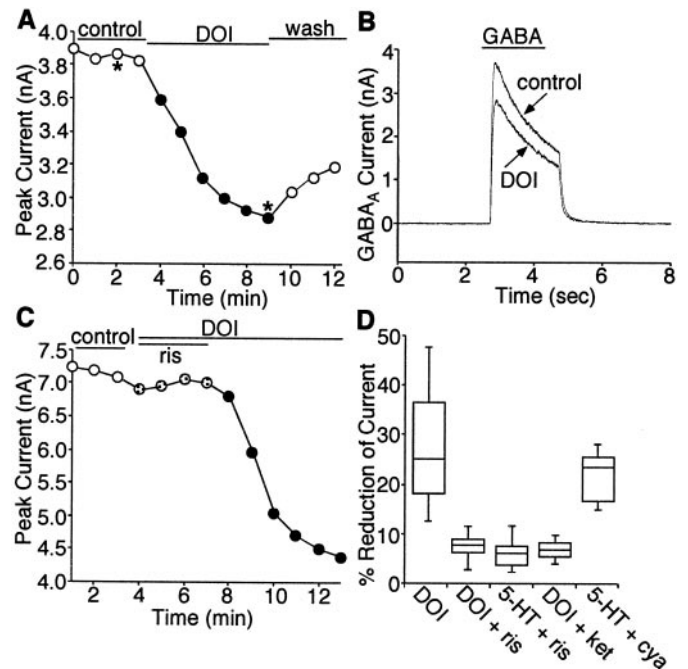 A
control DOI wash
4.0
3.8
3.6
3.4
3.2
3.0
2.8
2.6
Peak Current (nA)
*
*
0 2 4 6 8 10 12
Time (min)
B
GABA
5
4
3
2
1
0
GABAA Current (nA)
control
DOI
0 2 4 6 8
Time (sec)
C
DOI
control
ris
7.5
7.0
6.5
6.0
5.5
5.0
4.5
4.0
Peak Current (nA)
2 4 6 8 10 12
Time (min)
D
50
40
30
20
10
0
% Reduction of Current
DOI
DOI + ris
5-HT + ris
DOI + ket
5-HT + cya